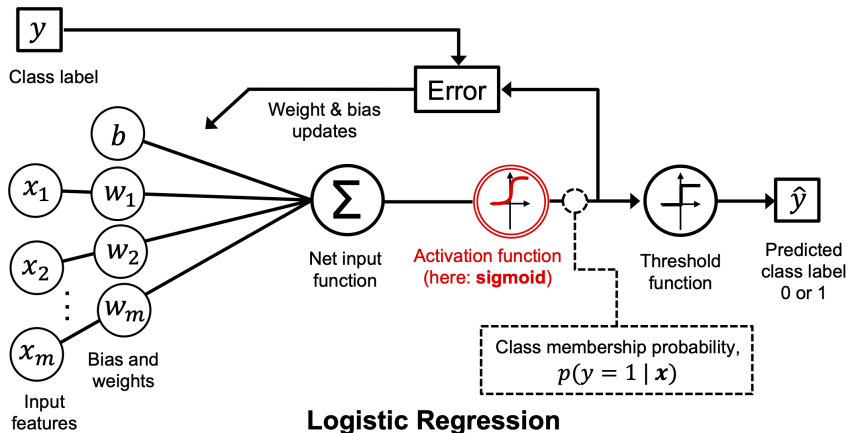 y
Class label
Error
Weight & bias
updates
b
x₁
w₁
x₂
w₂
⋮
xₘ
wₘ
Bias and
weights
Input
features
Σ
Net input
function
Activation function
(here: sigmoid)
Threshold
function
ŷ
Predicted
class label
0 or 1
Class membership probability,
p(y = 1 | x)
Logistic Regression